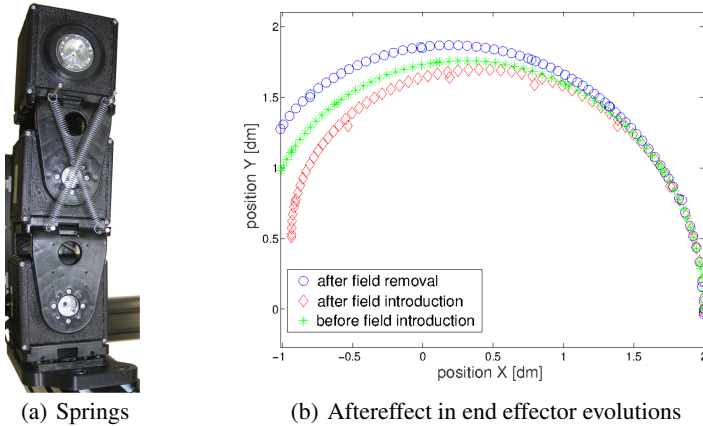 2
1.5
1
0.5
0
position Y [dm]
after field removal
after field introduction
before field introduction
-1
-0.5
0
0.5
1
1.5
2
position X [dm]
(a) Springs
(b) Aftereffect in end effector evolutions